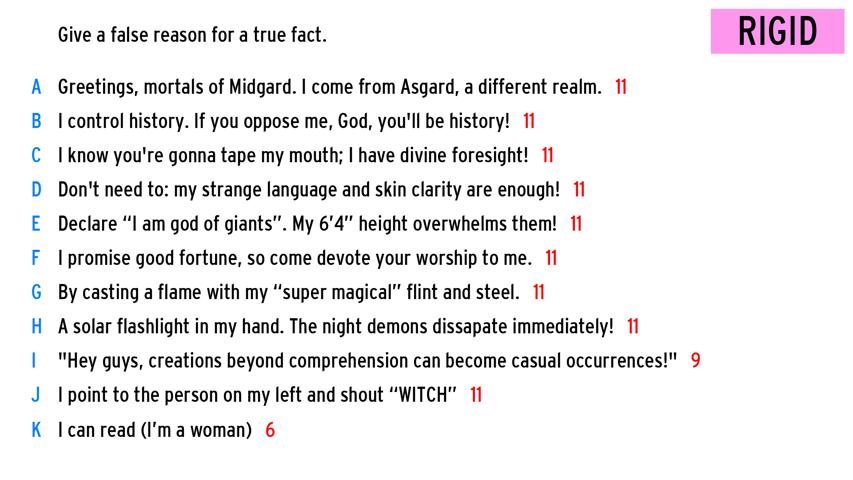 Give a false reason for a true fact.
RIGID
A Greetings, mortals of Midgard. I come from Asgard, a different realm. 11
B I control history. If you oppose me, God, you'll be history! 11
C I know you're gonna tape my mouth; I have divine foresight! 11
D Don't need to: my strange language and skin clarity are enough! 11
E Declare “I am god of giants”. My 6’4” height overwhelms them! 11
F I promise good fortune, so come devote your worship to me. 11
G By casting a flame with my “super magical” flint and steel. 11
H A solar flashlight in my hand. The night demons dissapate immediately! 11
I "Hey guys, creations beyond comprehension can become casual occurrences!" 9
J I point to the person on my left and shout “WITCH” 11
K I can read (I’m a woman) 6